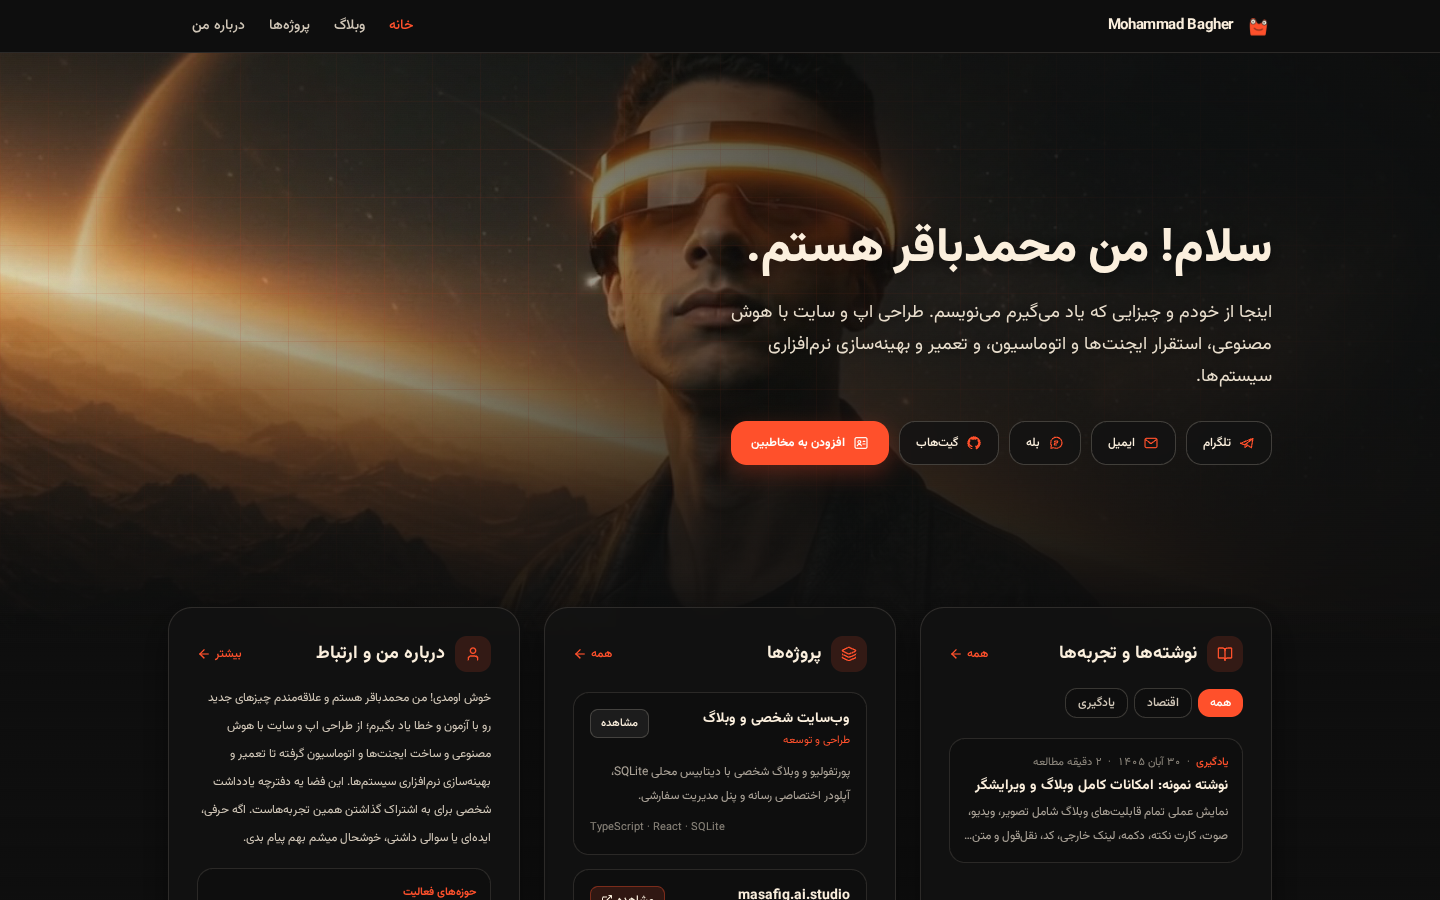 Mohammad Bagher
خانه
وبلاگ
پروژه‌ها
درباره من
سلام! من محمدباقر هستم.
اینجا از خودم و چیزایی که یاد می‌گیرم می‌نویسم. طراحی اپ و سایت با هوش
مصنوعی، استقرار ایجنت‌ها و اتوماسیون، و تعمیر و بهینه‌سازی نرم‌افزاری
سیستم‌ها.
تلگرام
ایمیل
بله
گیت‌هاب
افزودن به مخاطبین
نوشته‌ها و تجربه‌ها
همه
همه
اقتصاد
یادگیری
یادگیری · ۳۰ آبان ۱۴۰۵ · ۲ دقیقه مطالعه
نوشته نمونه: امکانات کامل وبلاگ و ویرایشگر
نمایش عملی تمام قابلیت‌های وبلاگ شامل تصویر، ویدیو،
صوت، کارت نکته، دکمه، لینک خارجی، کد، نقل‌قول و متن...
پروژه‌ها
همه
وب‌سایت شخصی و وبلاگ
مشاهده
طراحی و توسعه
پورتفولیو و وبلاگ شخصی با دیتابیس محلی SQLite،
آپلودر اختصاصی رسانه و پنل مدیریت سفارشی.
TypeScript · React · SQLite
masafiq.ai.studio
مشاهده
درباره من و ارتباط
بیشتر
خوش اومدی! من محمدباقر هستم و علاقه‌مندم چیزهای جدید
رو با آزمون و خطا یاد بگیرم؛ از طراحی اپ و سایت با هوش
مصنوعی و ساخت ایجنت‌ها و اتوماسیون گرفته تا تعمیر و
بهینه‌سازی نرم‌افزاری سیستم‌ها. این فضا یه دفترچه یادداشت
شخصی برای به اشتراک گذاشتن همین تجربه‌هاست. اگه حرفی،
ایده‌ای یا سوالی داشتی، خوشحال میشم بهم پیام بدی.
حوزه‌های فعالیت